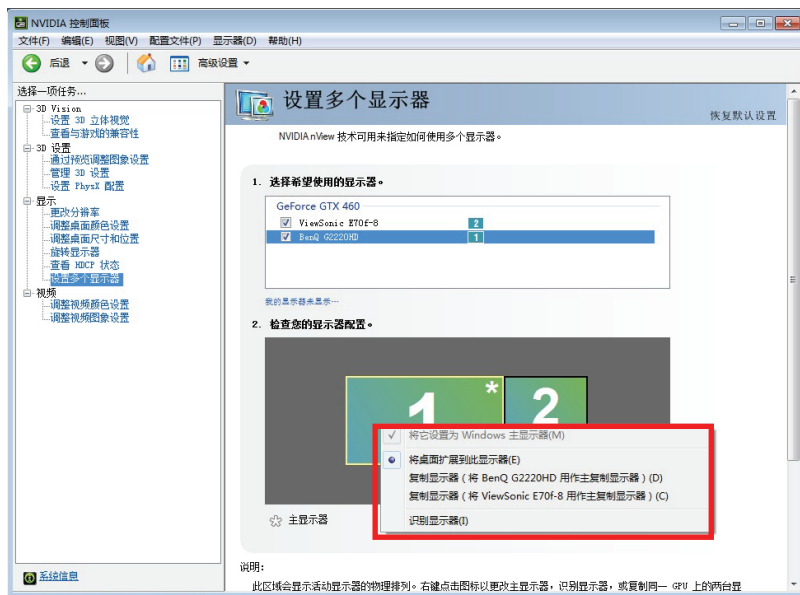 NVIDIA 控制面板
文件(F) 编辑(E) 视图(V) 配置文件(P) 显示器(D) 帮助(H)
后退 高级设置
选择一项任务...
3D Vision
设置 3D 立体视觉
查看与游戏的兼容性
3D 设置
通过预览调整图象设置
管理 3D 设置
设置 PhysX 配置
显示
更改分辨率
调整桌面颜色设置
调整桌面尺寸和位置
旋转显示器
查看 HDCP 状态
设置多个显示器
视频
调整视频颜色设置
调整视频图象设置
系统信息
设置多个显示器
恢复默认设置
NVIDIA nView 技术可用来指定如何使用多个显示器。
1. 选择希望使用的显示器。
GeForce GTX 460
ViewSonic E70f-8 2
BenQ G2220HD 1
我的显示器未显示…
2. 检查您的显示器配置。
1 * 2
将它设置为 Windows 主显示器(M)
将桌面扩展到此显示器(E)
复制显示器 ( 将 BenQ G2220HD 用作主复制显示器 ) (D)
复制显示器 ( 将 ViewSonic E70f-8 用作主复制显示器 ) (C)
识别显示器(I)
主显示器
说明:
此区域会显示活动显示器的物理排列。右键点击图标以更改主显示器，识别显示器，或复制同一 GPU 上的两台显